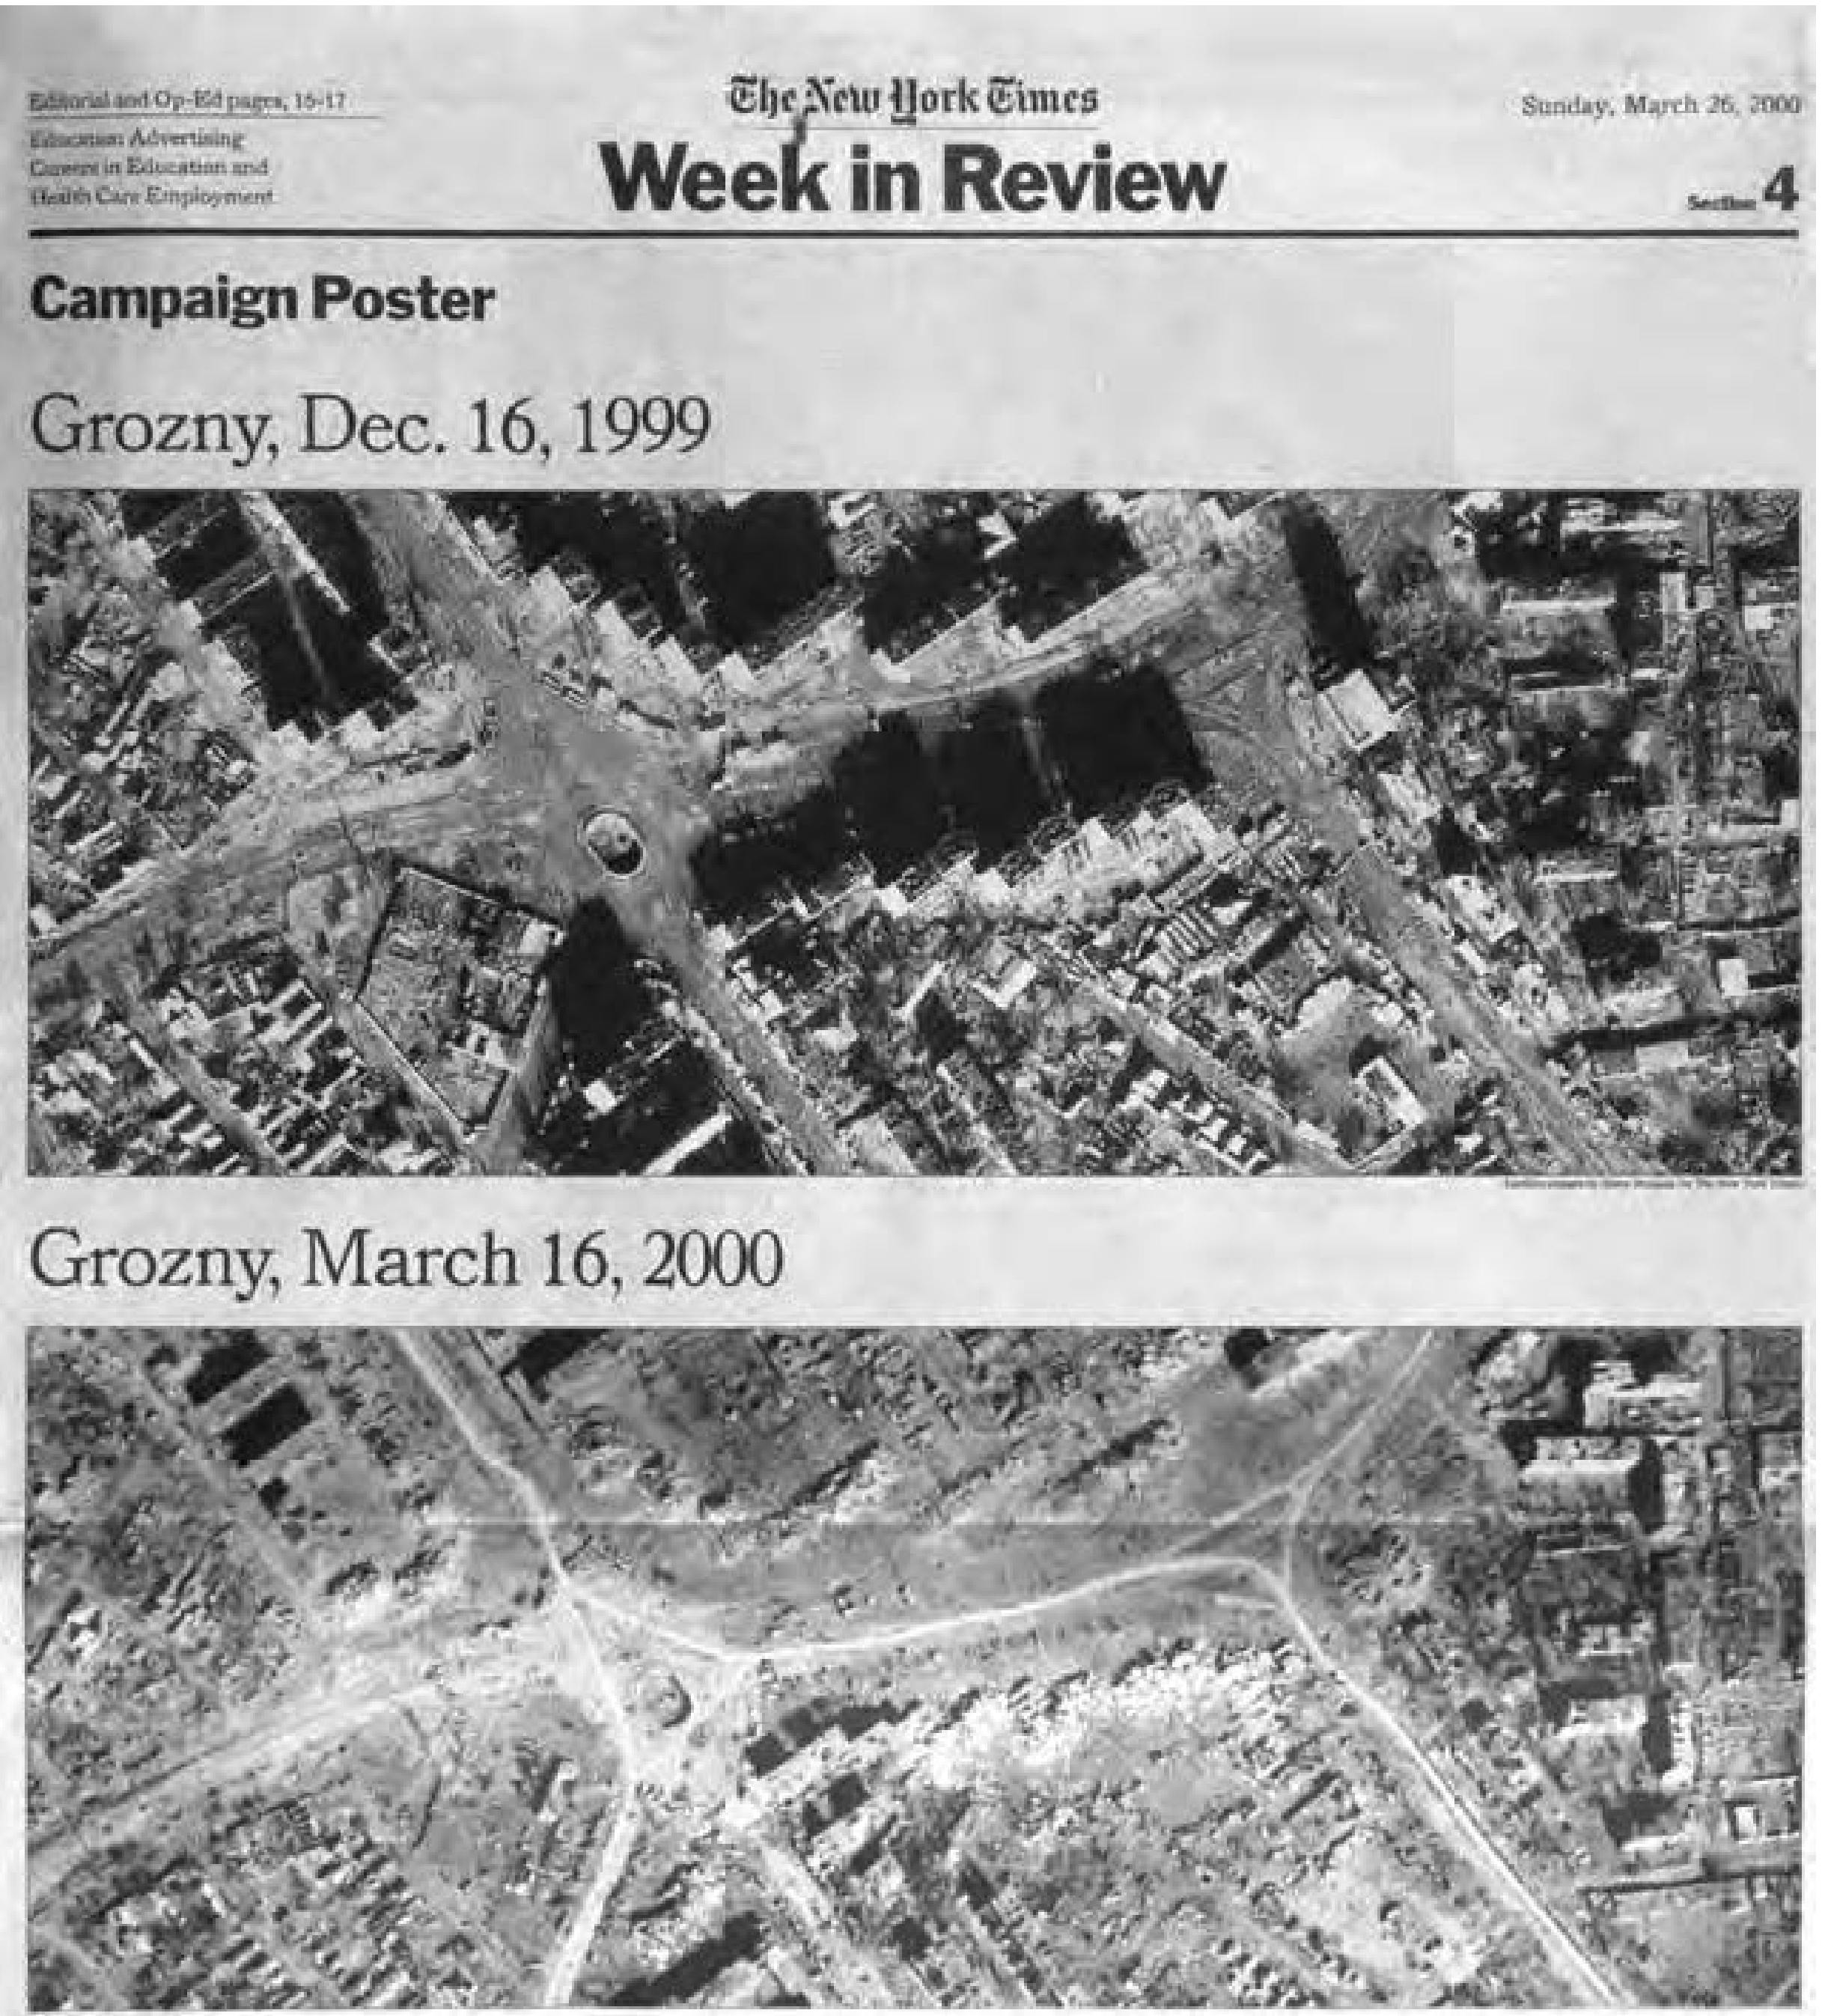 Editorial and Op-Ed pages, 15-17
Education Advertising
Careers in Education and
Health Care Employment
The New York Times
Week in Review
Sunday, March 26, 2000
Section 4
Campaign Poster
Grozny, Dec. 16, 1999
Grozny, March 16, 2000